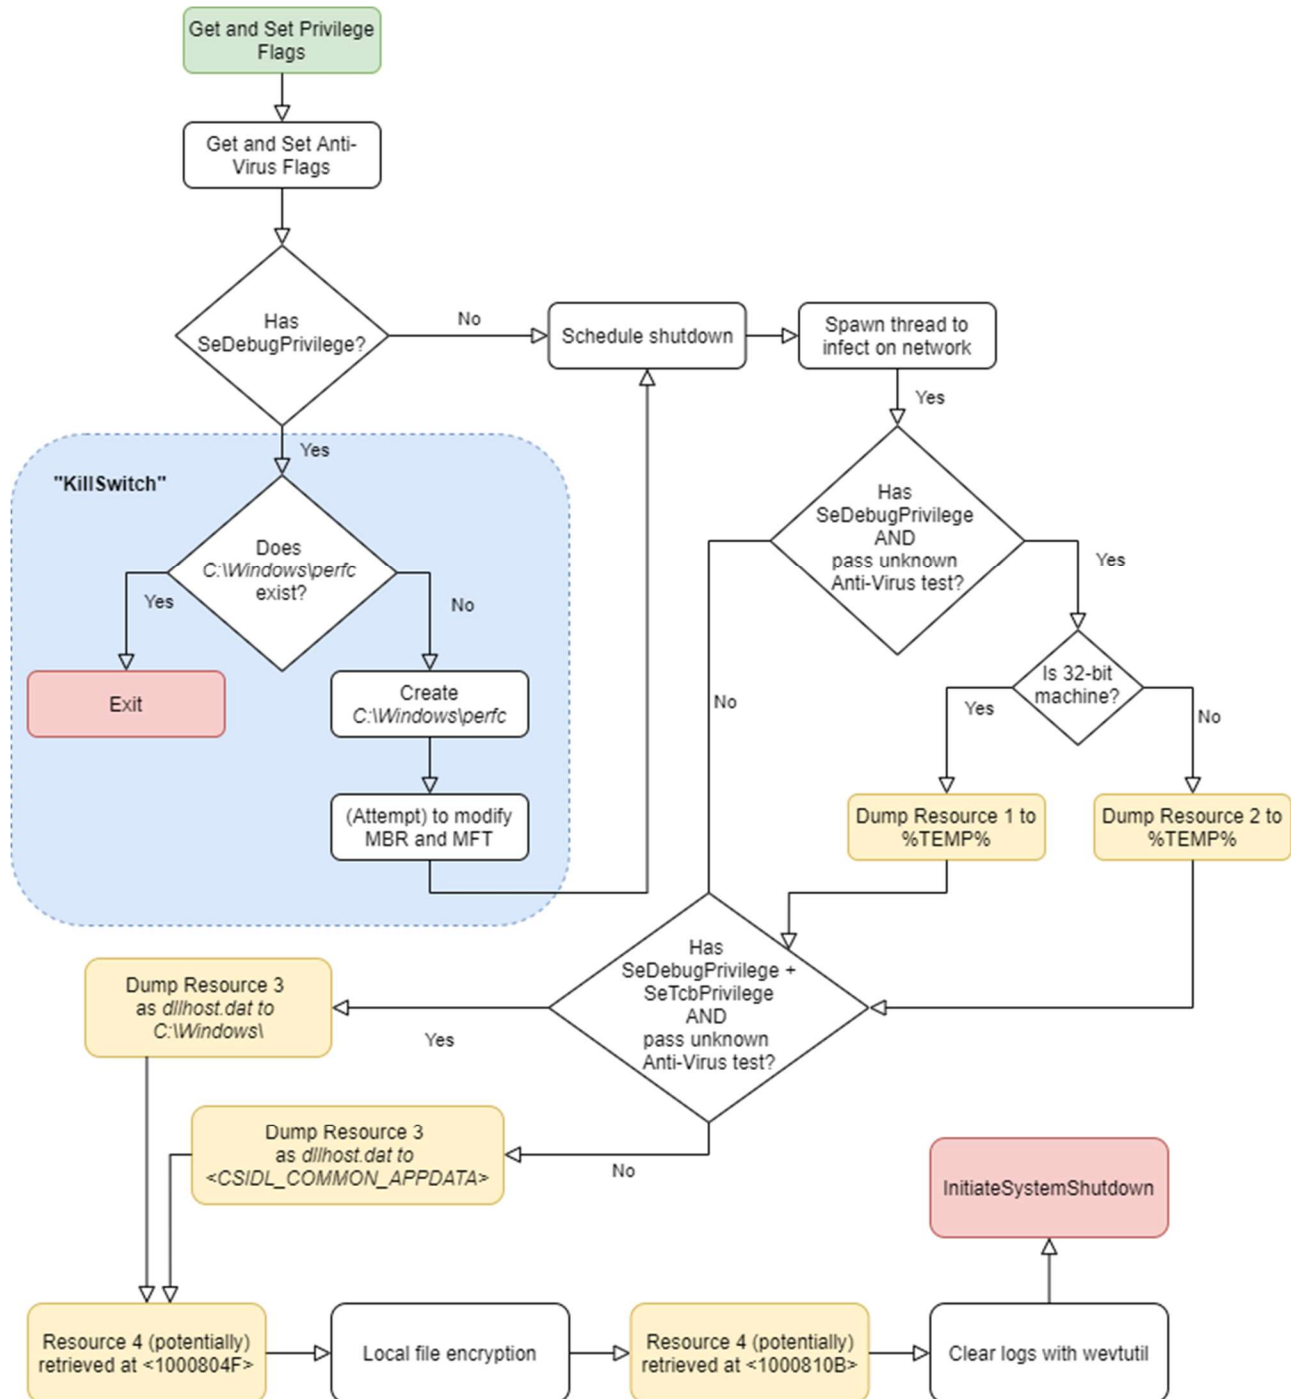 Get and Set Privilege
Flags
Get and Set Anti-
Virus Flags
Has
SeDebugPrivilege?
No
Schedule shutdown
Spawn thread to
infect on network
Yes
Yes
"KillSwitch"
Does
C:\Windows\perfc
exist?
Yes
No
Exit
Create
C:\Windows\perfc
(Attempt) to modify
MBR and MFT
Has
SeDebugPrivilege
AND
pass unknown
Anti-Virus test?
Yes
No
Is 32-bit
machine?
Yes
No
Dump Resource 1 to
%TEMP%
Dump Resource 2 to
%TEMP%
Has
SeDebugPrivilege +
SeTcbPrivilege
AND
pass unknown
Anti-Virus test?
Yes
No
Dump Resource 3
as dllhost.dat to
C:\Windows\
Dump Resource 3
as dllhost.dat to
<CSIDL_COMMON_APPDATA>
Resource 4 (potentially)
retrieved at <1000804F>
Local file encryption
Resource 4 (potentially)
retrieved at <1000810B>
Clear logs with wevtutil
InitiateSystemShutdown